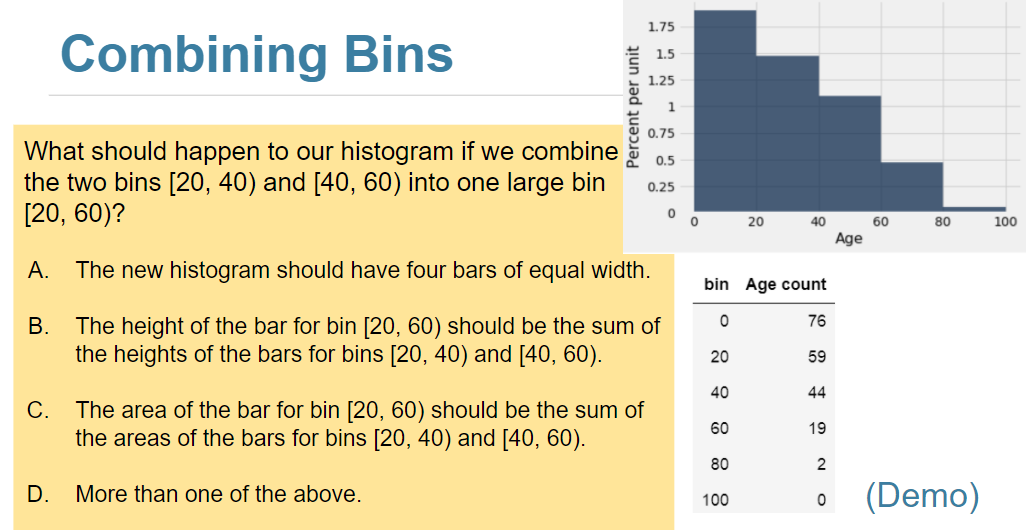 Combining Bins
What should happen to our histogram if we combine
the two bins [20, 40) and [40, 60) into one large bin
[20, 60)?
A. The new histogram should have four bars of equal width.
B. The height of the bar for bin [20, 60) should be the sum of
the heights of the bars for bins [20, 40) and [40, 60).
C. The area of the bar for bin [20, 60) should be the sum of
the areas of the bars for bins [20, 40) and [40, 60).
D. More than one of the above.
Percent per unit
1.75
1.5
1.25
1
0.75
0.5
0.25
0
0 20 40 60 80 100
Age
bin Age count
0 76
20 59
40 44
60 19
80 2
100 0
(Demo)